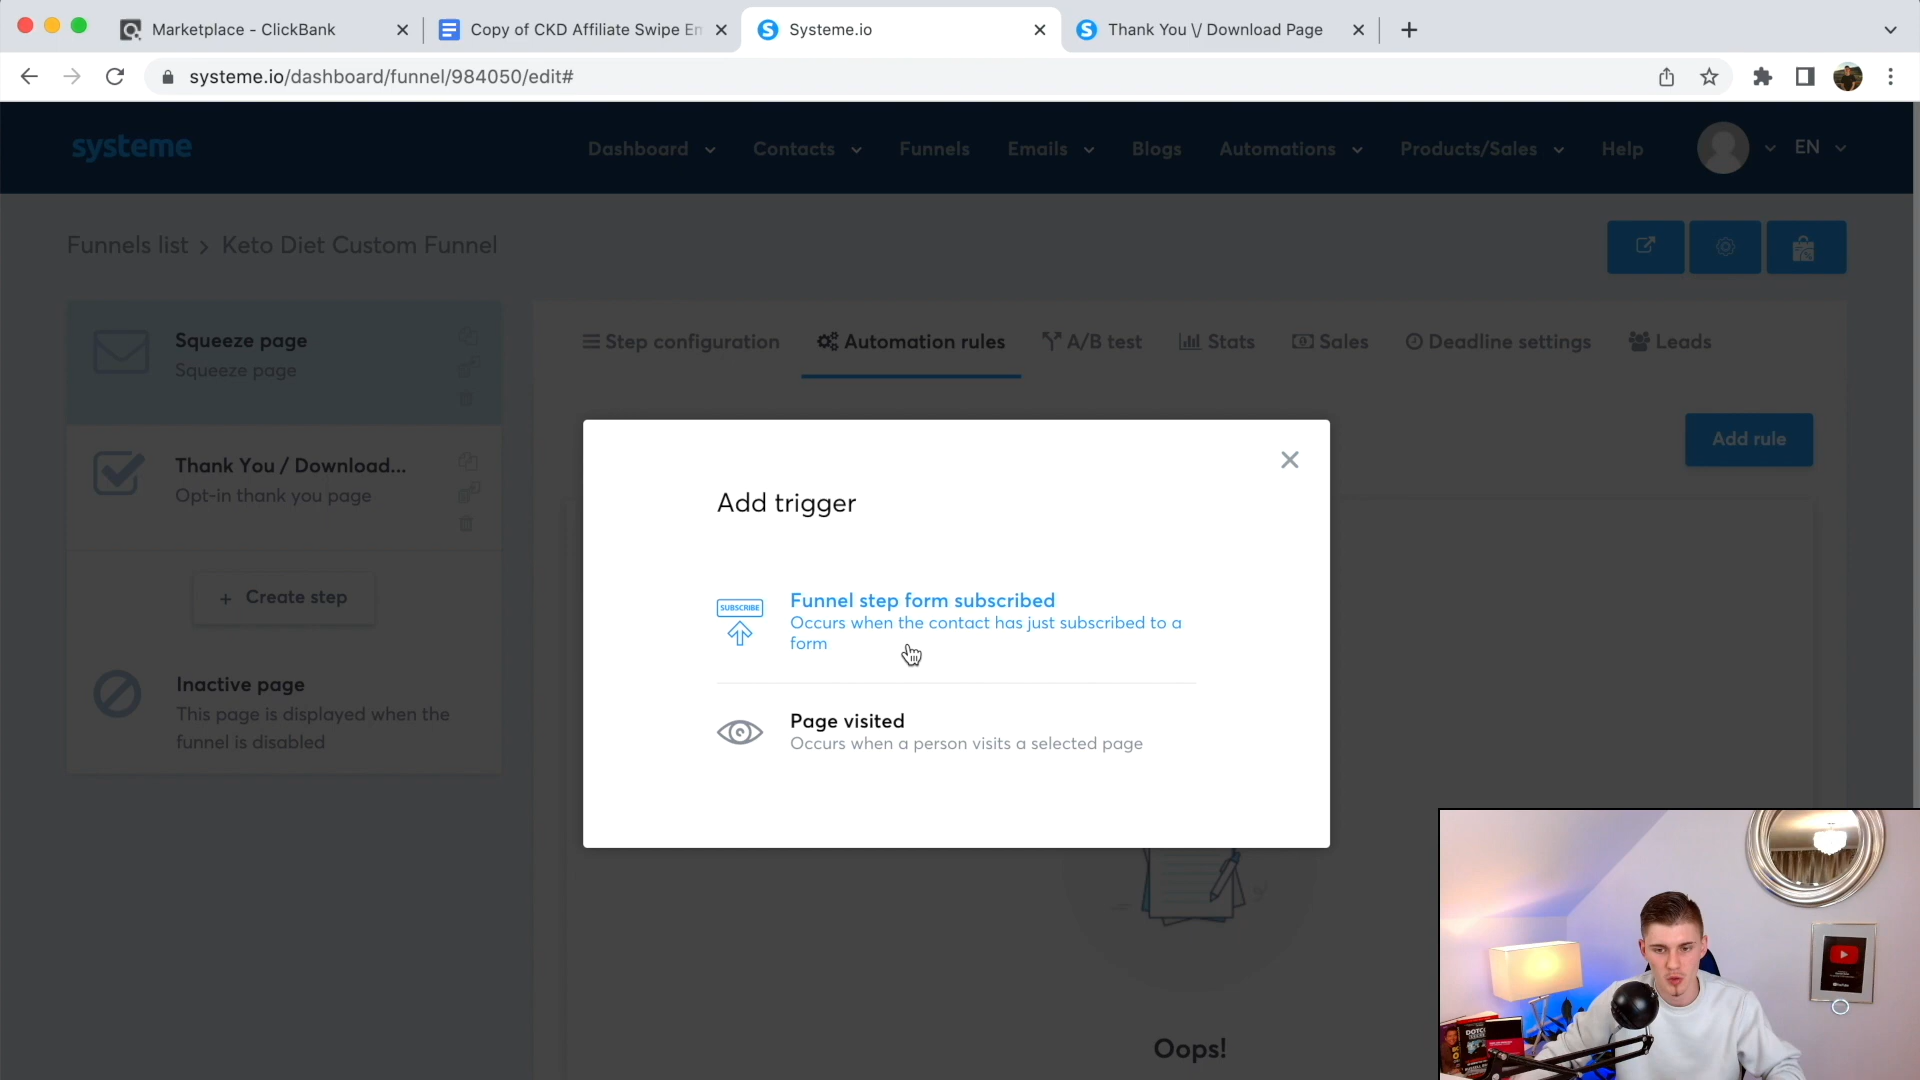 Marketplace - ClickBank
Copy of CKD Affiliate Swipe Em
Systeme.io
Thank You \/ Download Page
systeme.io/dashboard/funnel/984050/edit#
systeme
Dashboard
Contacts
Funnels
Emails
Blogs
Automations
Products/Sales
Help
EN
Funnels list > Keto Diet Custom Funnel
Squeeze page
Squeeze page
Thank You / Download...
Opt-in thank you page
+ Create step
Inactive page
This page is displayed when the
funnel is disabled
Step configuration
Automation rules
A/B test
Stats
Sales
Deadline settings
Leads
Add rule
Add trigger
SUBSCRIBE
Funnel step form subscribed
Occurs when the contact has just subscribed to a
form
Page visited
Occurs when a person visits a selected page
Oops!